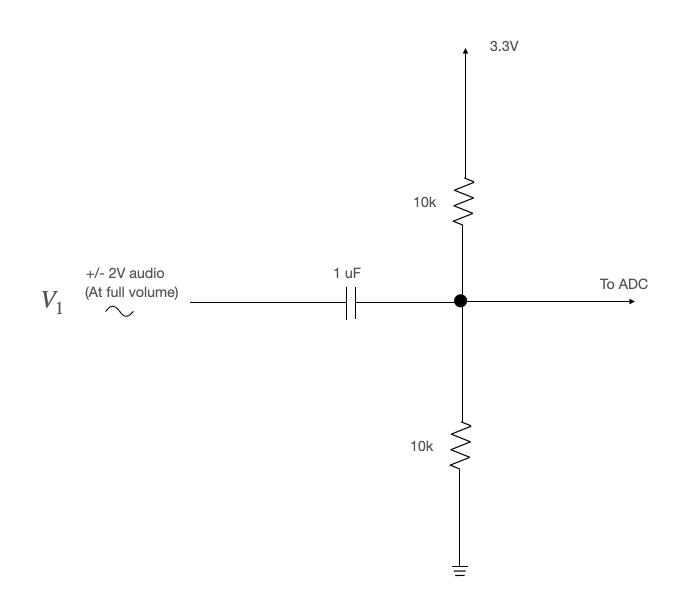 3.3V
10k
+/- 2V audio
(At full volume)
V1
1 uF
To ADC
10k